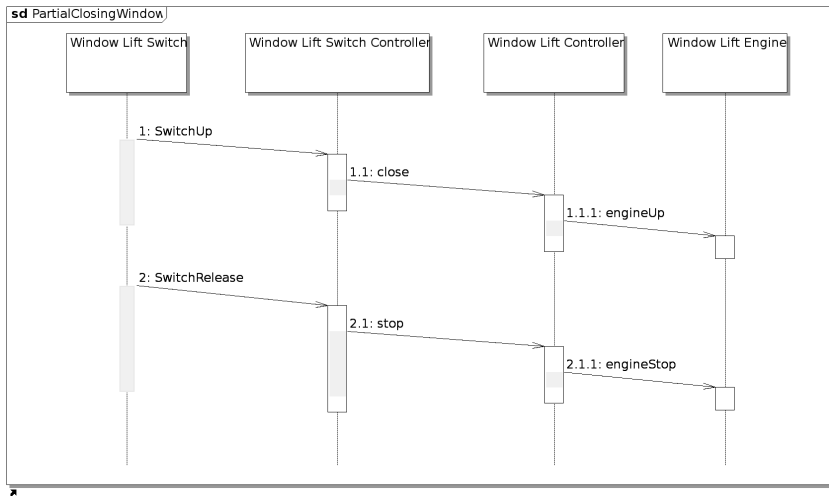 sd PartialClosingWindow
Window Lift Switch
Window Lift Switch Controller
Window Lift Controller
Window Lift Engine
1: SwitchUp
1.1: close
1.1.1: engineUp
2: SwitchRelease
2.1: stop
2.1.1: engineStop